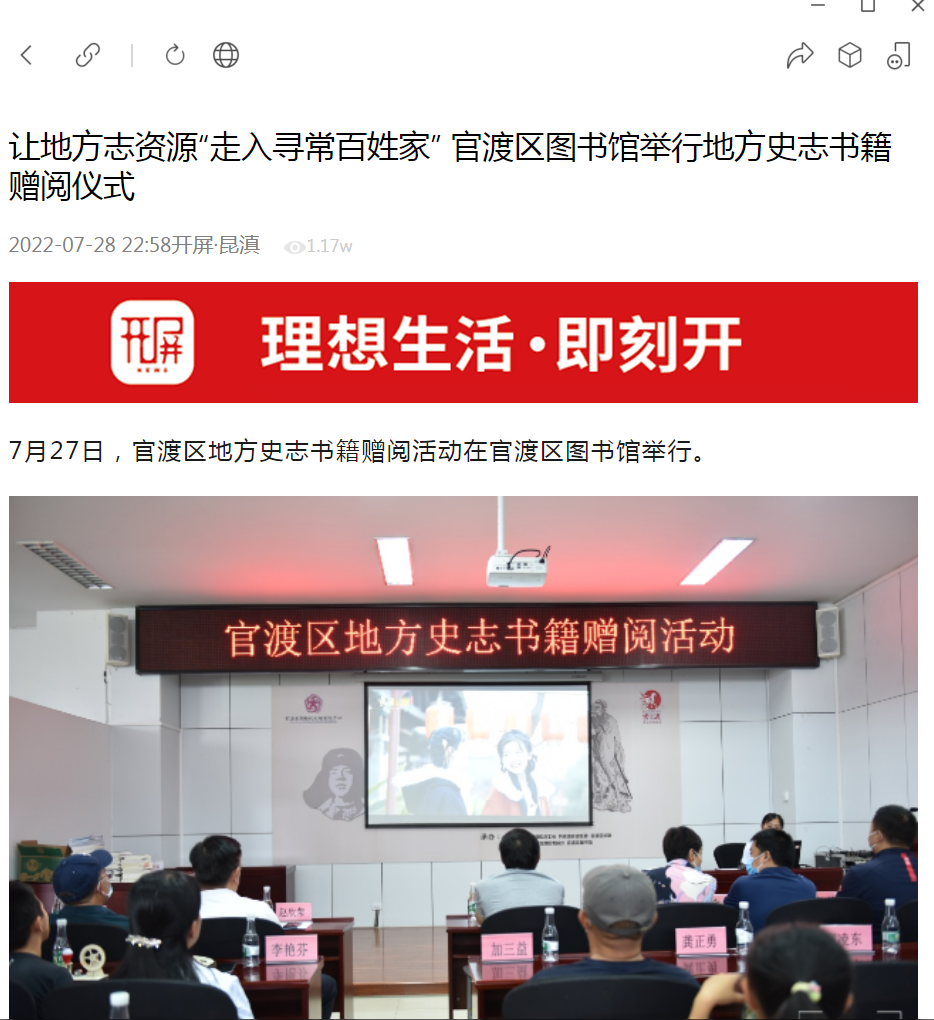 让地方志资源“走入寻常百姓家” 官渡区图书馆举行地方史志书籍
赠阅仪式
2022-07-28 22:58开屏·昆滇
1.17w
开屏
NEWS
理想生活·即刻开
7月27日，官渡区地方史志书籍赠阅活动在官渡区图书馆举行。
官渡区地方史志书籍赠阅活动
李艳芬
加三益
龚正勇
凌东